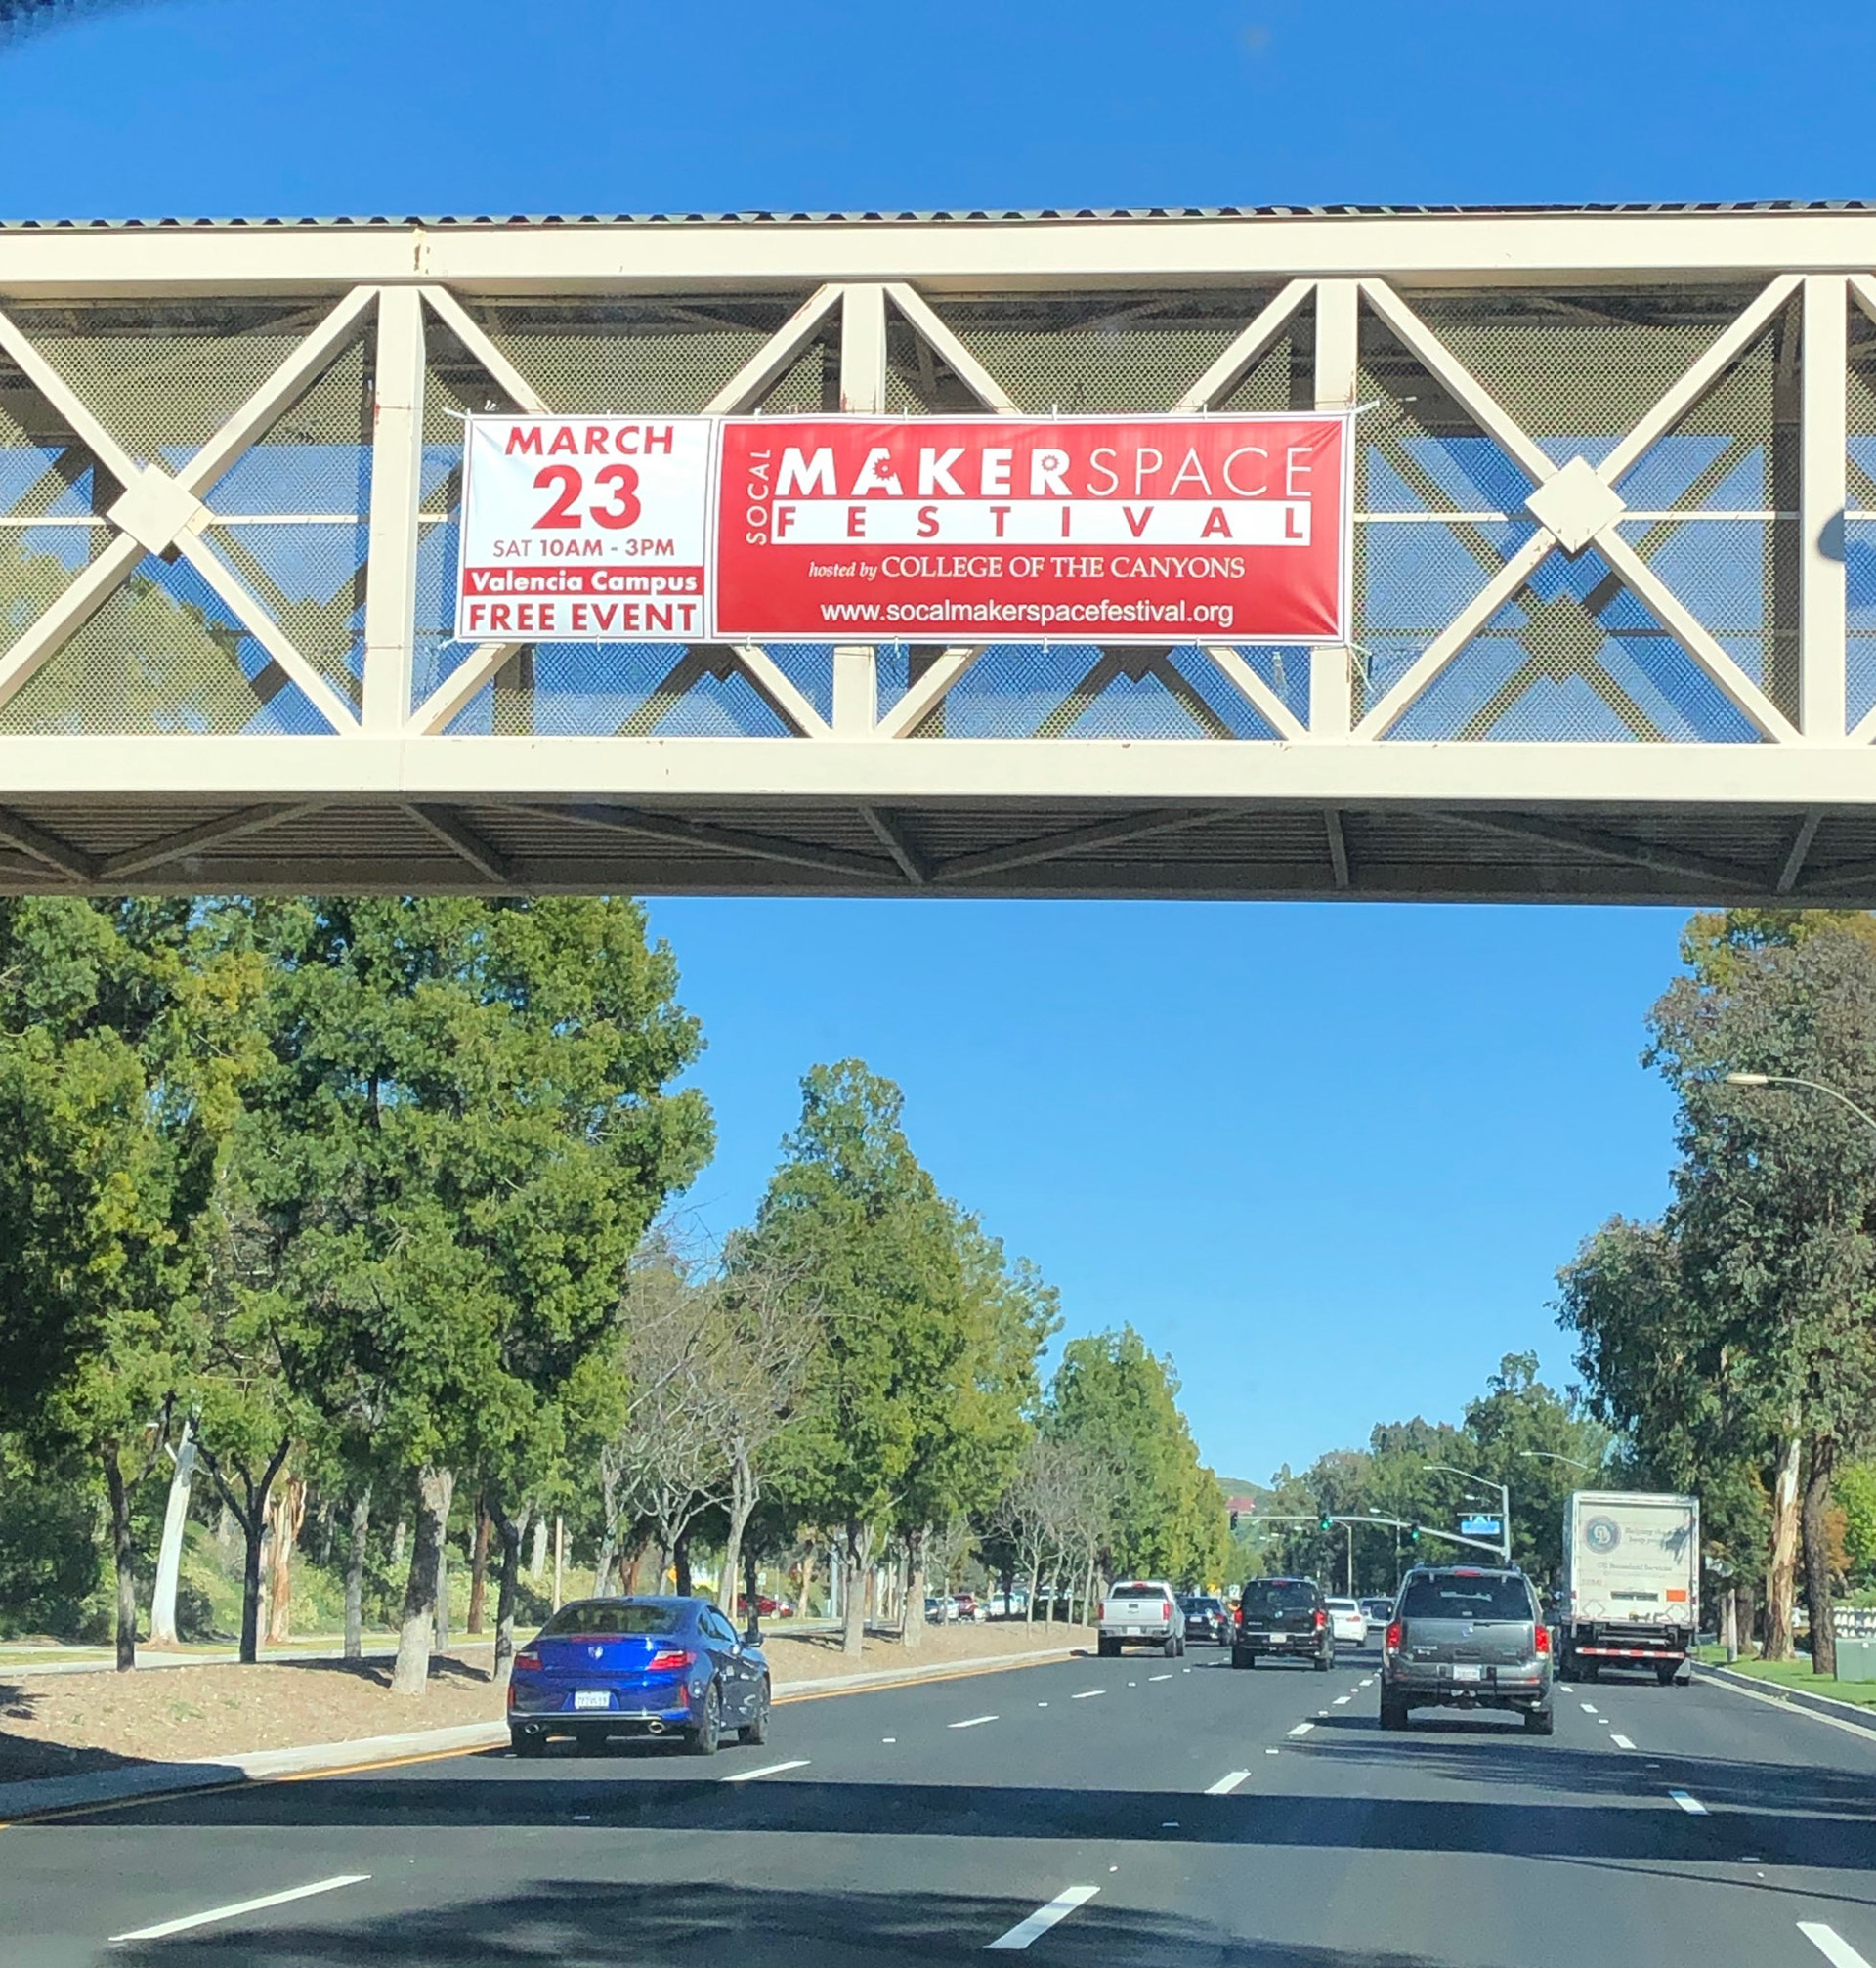 MARCH
23
SAT 10AM - 3PM
Valencia Campus
FREE EVENT
SOCAL
MAKERSPACE
FESTIVAL
hosted by COLLEGE OF THE CANYONS
www.socalmakerspacefestival.org